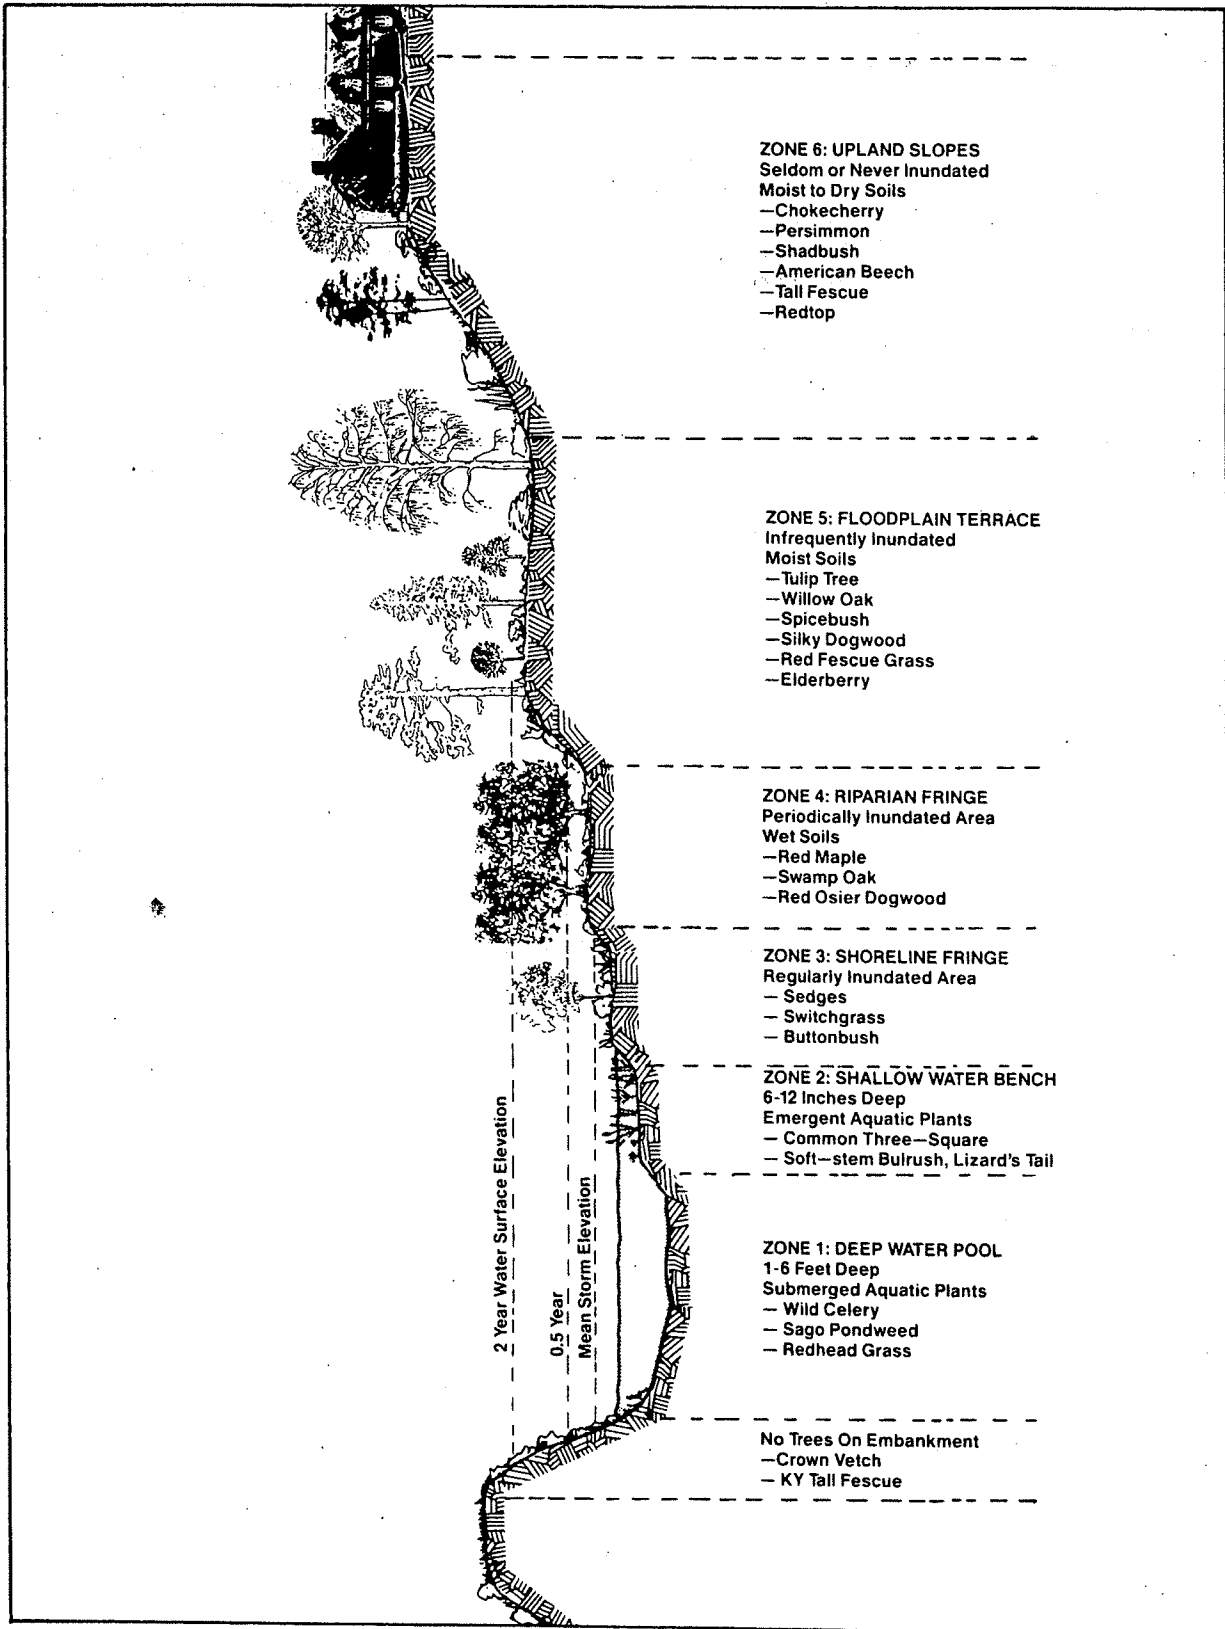 ZONE 6: UPLAND SLOPES
Seldom or Never Inundated
Moist to Dry Soils
—Chokecherry
—Persimmon
—Shadbush
—American Beech
—Tall Fescue
—Redtop
ZONE 5: FLOODPLAIN TERRACE
Infrequently Inundated
Moist Soils
—Tulip Tree
—Willow Oak
—Spicebush
—Silky Dogwood
—Red Fescue Grass
—Elderberry
ZONE 4: RIPARIAN FRINGE
Periodically Inundated Area
Wet Soils
—Red Maple
—Swamp Oak
—Red Osier Dogwood
ZONE 3: SHORELINE FRINGE
Regularly Inundated Area
— Sedges
— Switchgrass
— Buttonbush
ZONE 2: SHALLOW WATER BENCH
6-12 Inches Deep
Emergent Aquatic Plants
— Common Three—Square
— Soft—stem Bulrush, Lizard's Tail
ZONE 1: DEEP WATER POOL
1-6 Feet Deep
Submerged Aquatic Plants
— Wild Celery
— Sago Pondweed
— Redhead Grass
No Trees On Embankment
—Crown Vetch
— KY Tall Fescue
2 Year Water Surface Elevation
0.5 Year
Mean Storm Elevation